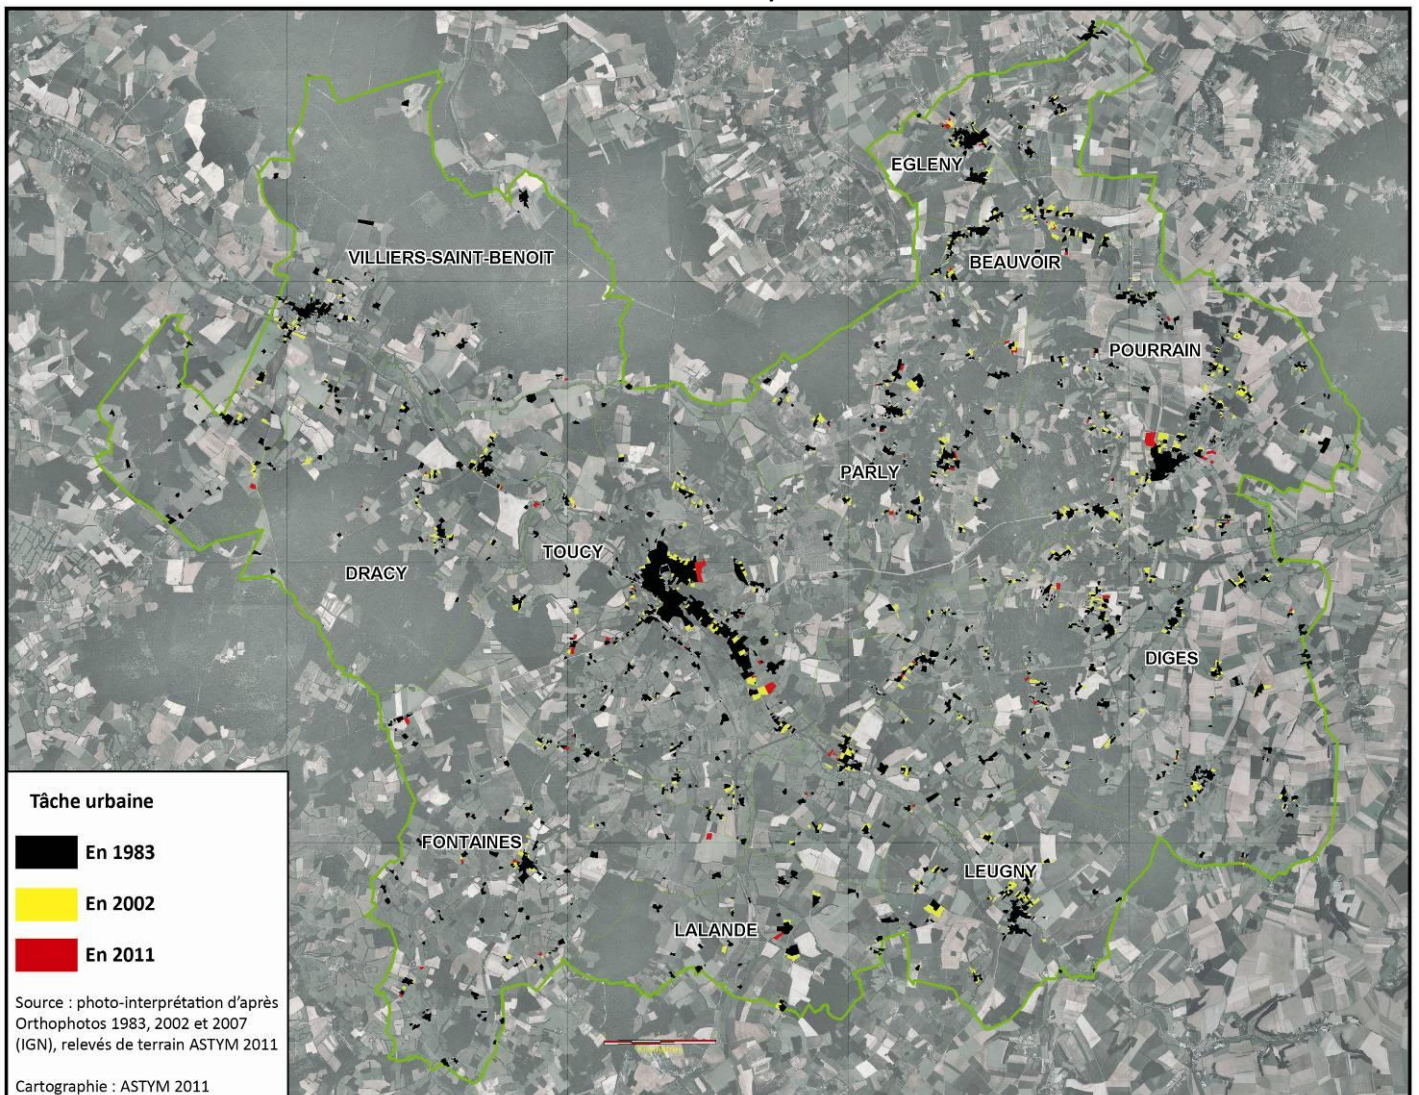 EGLENY
VILLIERS-SAINT-BENOIT
BEAUVOIR
POURRAIN
PARLY
TOUCY
DRACY
DIGES
FONTAINES
LEUGNY
LALANDE
Tâche urbaine
En 1983
En 2002
En 2011
Source : photo-interprétation d'après
Orthophotos 1983, 2002 et 2007
(IGN), relevés de terrain ASTYM 2011
Cartographie : ASTYM 2011